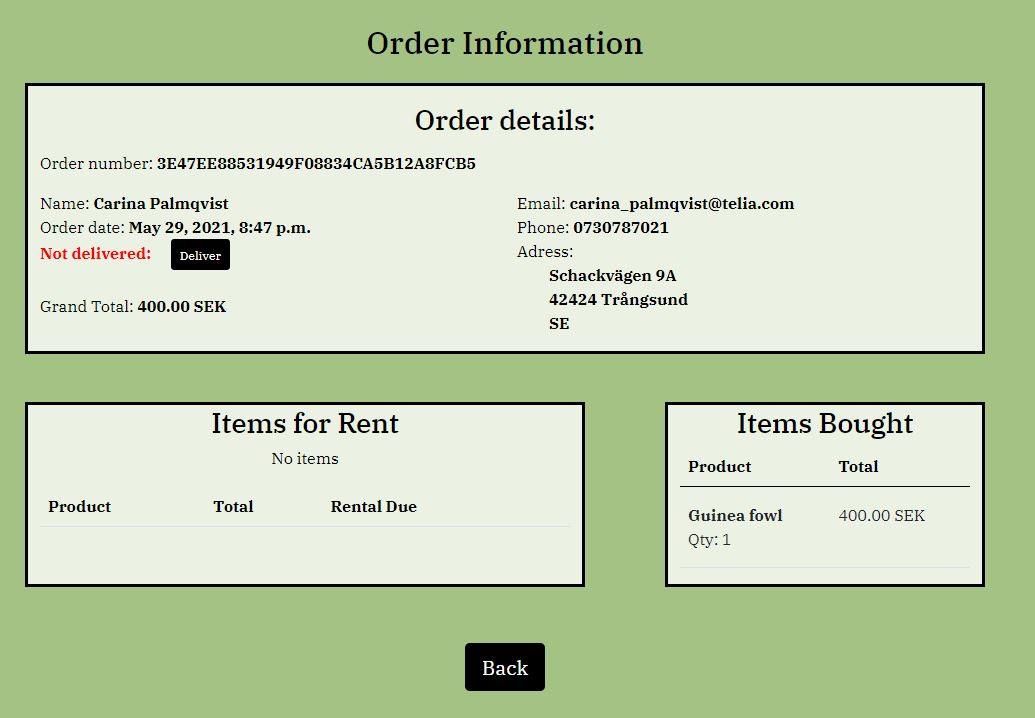 Order Information
Order details:
Order number: 3E47EE88531949F08834CA5B12A8FCB5
Name: Carina Palmqvist
Order date: May 29, 2021, 8:47 p.m.
Not delivered: Deliver
Grand Total: 400.00 SEK
Email: carina_palmqvist@telia.com
Phone: 0730787021
Adress:
Schackvägen 9A
42424 Trångsund
SE
Items for Rent
No items
Product Total Rental Due
Items Bought
Product Total
Guinea fowl 400.00 SEK
Qty: 1
Back